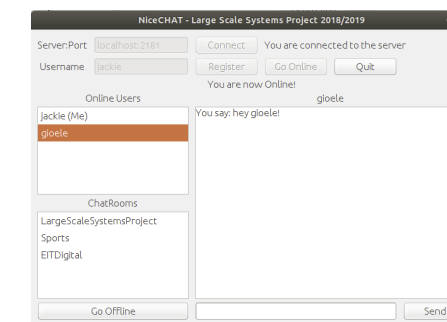 NiceCHAT - Large Scale Systems Project 2018/2019
Server:Port localhost:2181 Connect You are connected to the server
Username jackie Register Go Online Quit
You are now Online!
Online Users gioele
jackie (Me)
gioele
You say: hey gioele!
ChatRooms
LargeScaleSystemsProject
Sports
EITDigital
Go Offline Send